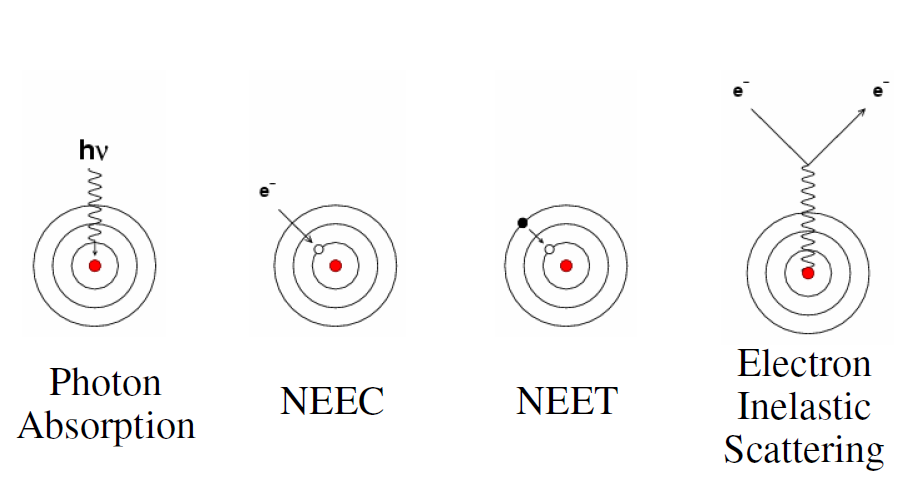 hν
e⁻
e⁻
e⁻
Photon
Absorption
NEEC
NEET
Electron
Inelastic
Scattering